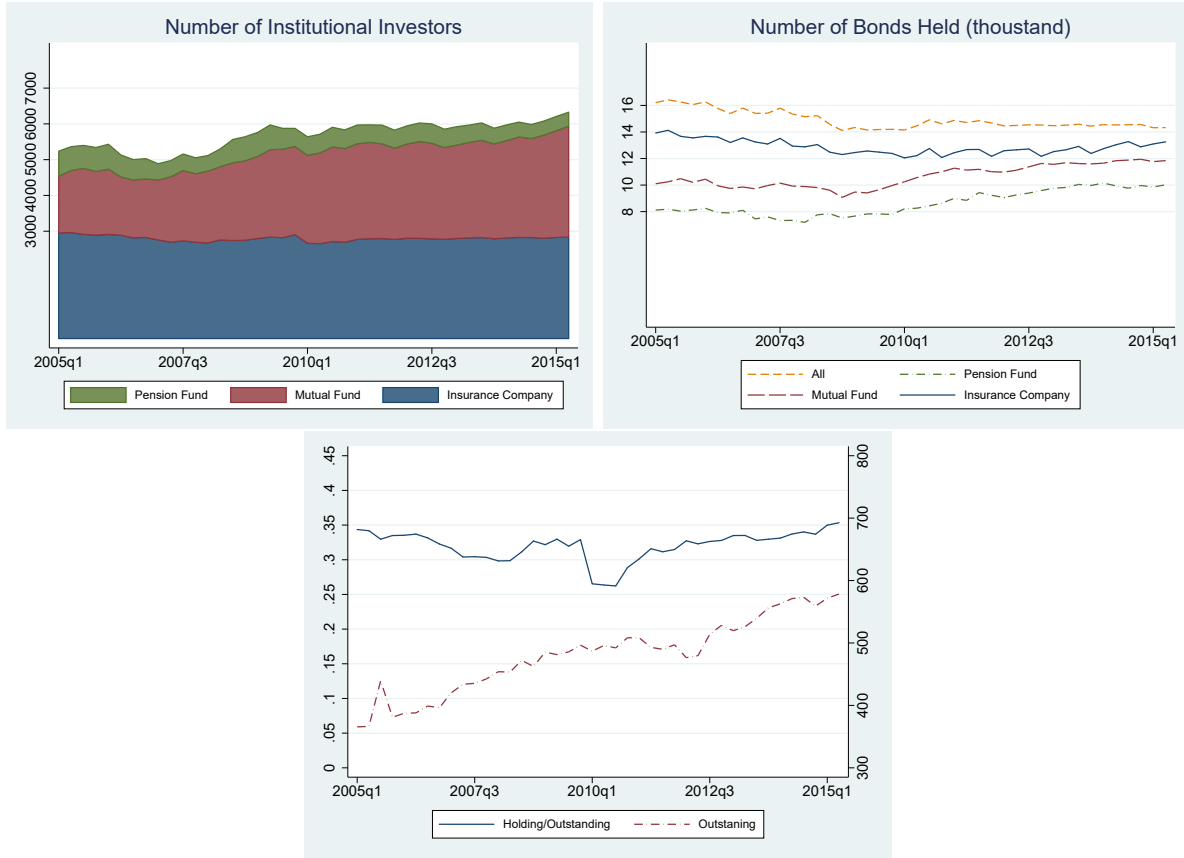 Number of Institutional Investors
7000
6000
5000
4000
3000
2005q1 2007q3 2010q1 2012q3 2015q1
Pension Fund Mutual Fund Insurance Company
Number of Bonds Held (thoustand)
16
14
12
10
8
2005q1 2007q3 2010q1 2012q3 2015q1
All Pension Fund
Mutual Fund Insurance Company
.45 800
.4
.35 700
.3 600
.25
.2 500
.15
.1 400
.05
0 300
2005q1 2007q3 2010q1 2012q3 2015q1
Holding/Outstanding Outstaning